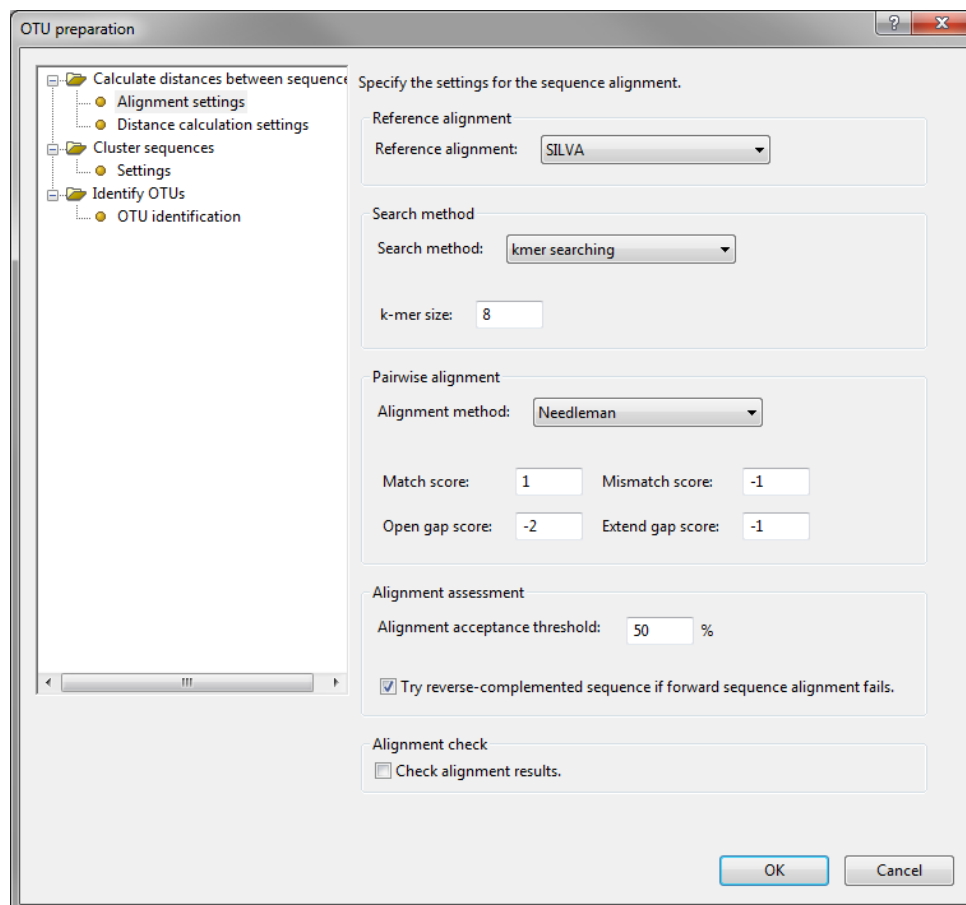 OTU preparation
Calculate distances between sequence
Alignment settings
Distance calculation settings
Cluster sequences
Settings
Identify OTUs
OTU identification
Specify the settings for the sequence alignment.
Reference alignment
Reference alignment: SILVA
Search method
Search method: kmer searching
k-mer size: 8
Pairwise alignment
Alignment method: Needleman
Match score: 1 Mismatch score: -1
Open gap score: -2 Extend gap score: -1
Alignment assessment
Alignment acceptance threshold: 50 %
Try reverse-complemented sequence if forward sequence alignment fails.
Alignment check
Check alignment results.
OK Cancel